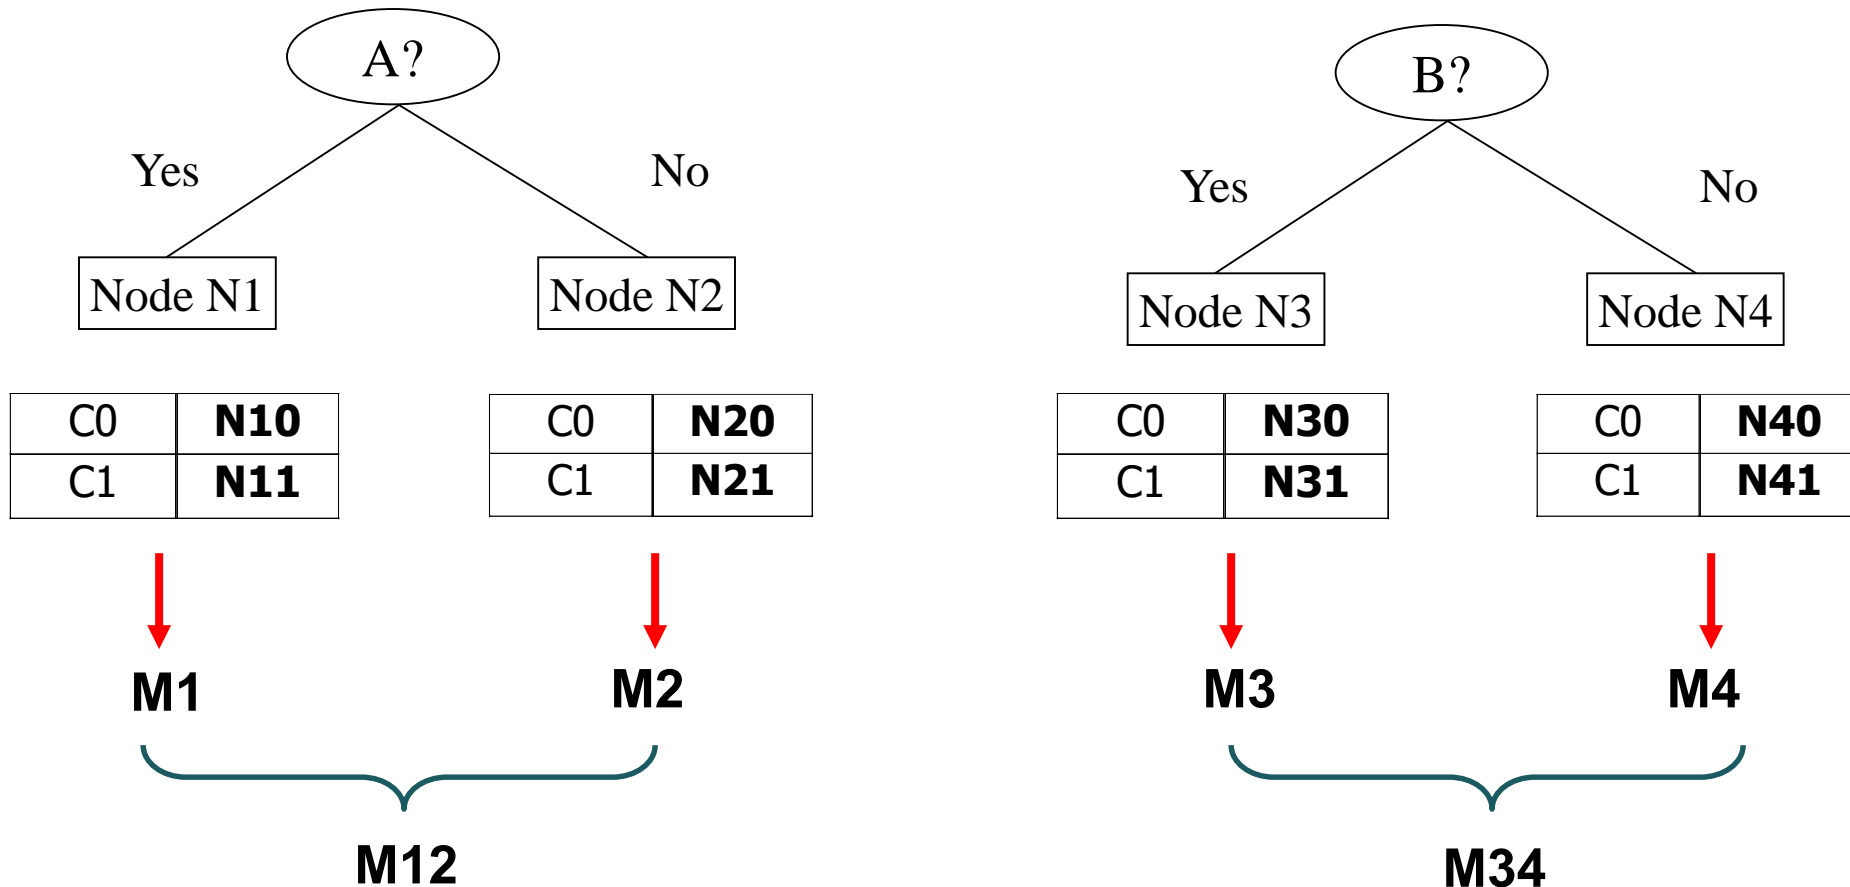 A?
Yes
No
Node N1
Node N2
C0 N10
C1 N11
C0 N20
C1 N21
M1
M2
M12
B?
Yes
No
Node N3
Node N4
C0 N30
C1 N31
C0 N40
C1 N41
M3
M4
M34